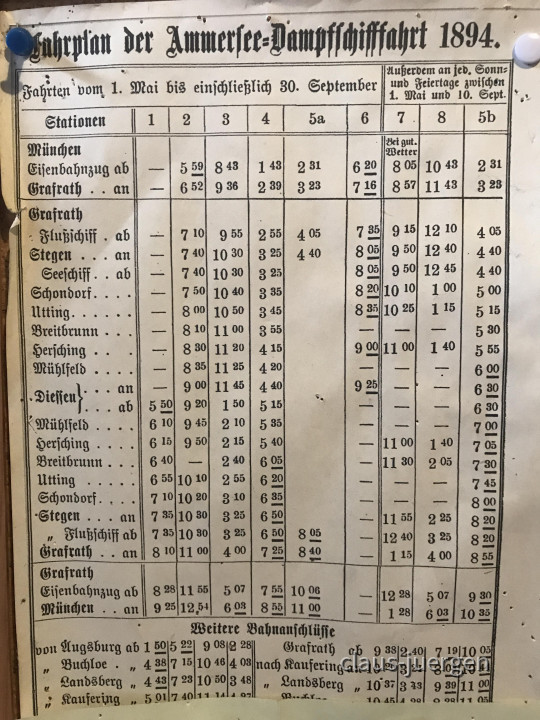 Fahrplan der Ammersee=Dampfschifffahrt 1894.
Fahrten vom 1. Mai bis einschließlich 30. September
Außerdem an jed. Sonn-
und Feiertage zwischen
1. Mai und 10. Sept.
Stationen 1 2 3 4 5a 6 7 8 5b
München Bei gut. Wetter
Eisenbahnzug ab — 5 59 8 43 1 43 2 31 6 20 8 05 10 43 2 31
Grafrath . . an — 6 52 9 36 2 39 3 23 7 16 8 57 11 43 3 23
Grafrath
Flußschiff . ab — 7 10 9 55 2 55 4 05 7 35 9 15 12 10 4 05
Stegen . . . an — 7 40 10 30 3 25 4 40 8 05 9 50 12 40 4 40
Seeschiff . ab — 7 40 10 30 3 25 8 05 9 50 12 45 4 40
Schondorf . . . . — 7 50 10 40 3 35 8 20 10 10 1 00 5 00
Utting . . . . . — 8 00 10 50 3 45 8 35 10 25 1 15 5 15
Breitbrunn . . . — 8 10 11 00 3 55 — — 5 30
Hersching . . . — 8 30 11 20 4 15 9 00 11 00 1 40 5 55
Mühlfeld . . . . — 8 35 11 25 4 20 — — 6 00
Diessen} . . . an — 9 00 11 45 4 40 9 25 — — 6 30
. . . ab 5 50 9 20 1 50 5 15 — — 6 30
Mühlfeld . . . . 6 10 9 45 2 10 5 35 — — — 7 00
Hersching . . . 6 15 9 50 2 15 5 40 — 11 00 1 40 7 05
Breitbrunn . . . 6 40 — 2 40 6 05 — 11 30 2 05 7 30
Utting . . . . . 6 55 10 10 2 55 6 20 — — — 7 45
Schondorf . . . . 7 10 10 20 3 10 6 35 — — — 8 00
Stegen . . . an 7 35 10 30 3 25 6 50 — 11 55 2 25 8 20
„ Flußschiff ab 7 35 10 30 3 25 6 50 8 05 12 40 3 25 8 20
Grafrath . . an 8 10 11 00 4 00 7 25 8 40 1 15 4 00 8 55
Grafrath
Eisenbahnzug ab 8 28 11 55 5 07 7 55 10 06 12 28 5 07 9 30
München . . an 9 25 12,54 6 03 8 55 11 00 1 28 6 03 10 35
Weitere Bahnanschlüsse
von Augsburg ab 1 50 5 22 9 08 2 28 Grafrath ab 9 38 2.40 7 19 10 05
„ Buchloe . „ 4 38 7 15 10 46 4 03 nach Kaufering an
„ Landsberg „ 4 43 7 23 10 50 3 48 „ Landsberg „ 10 37 3 43 9 39 11 00
„ Kaufering „
claus-juergen